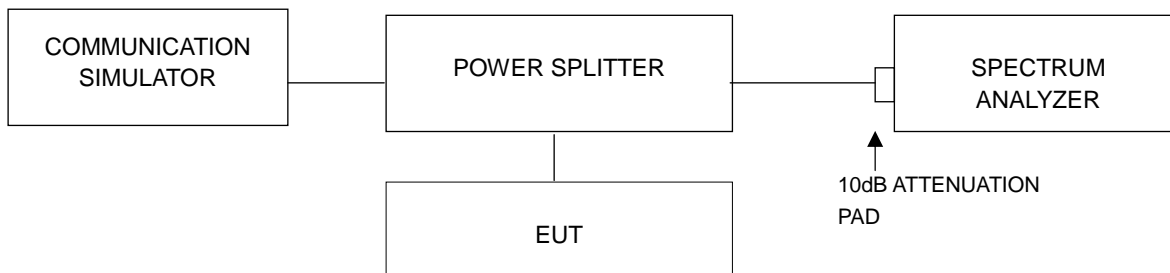 COMMUNICATION
SIMULATOR
POWER SPLITTER
SPECTRUM
ANALYZER
10dB ATTENUATION
PAD
EUT